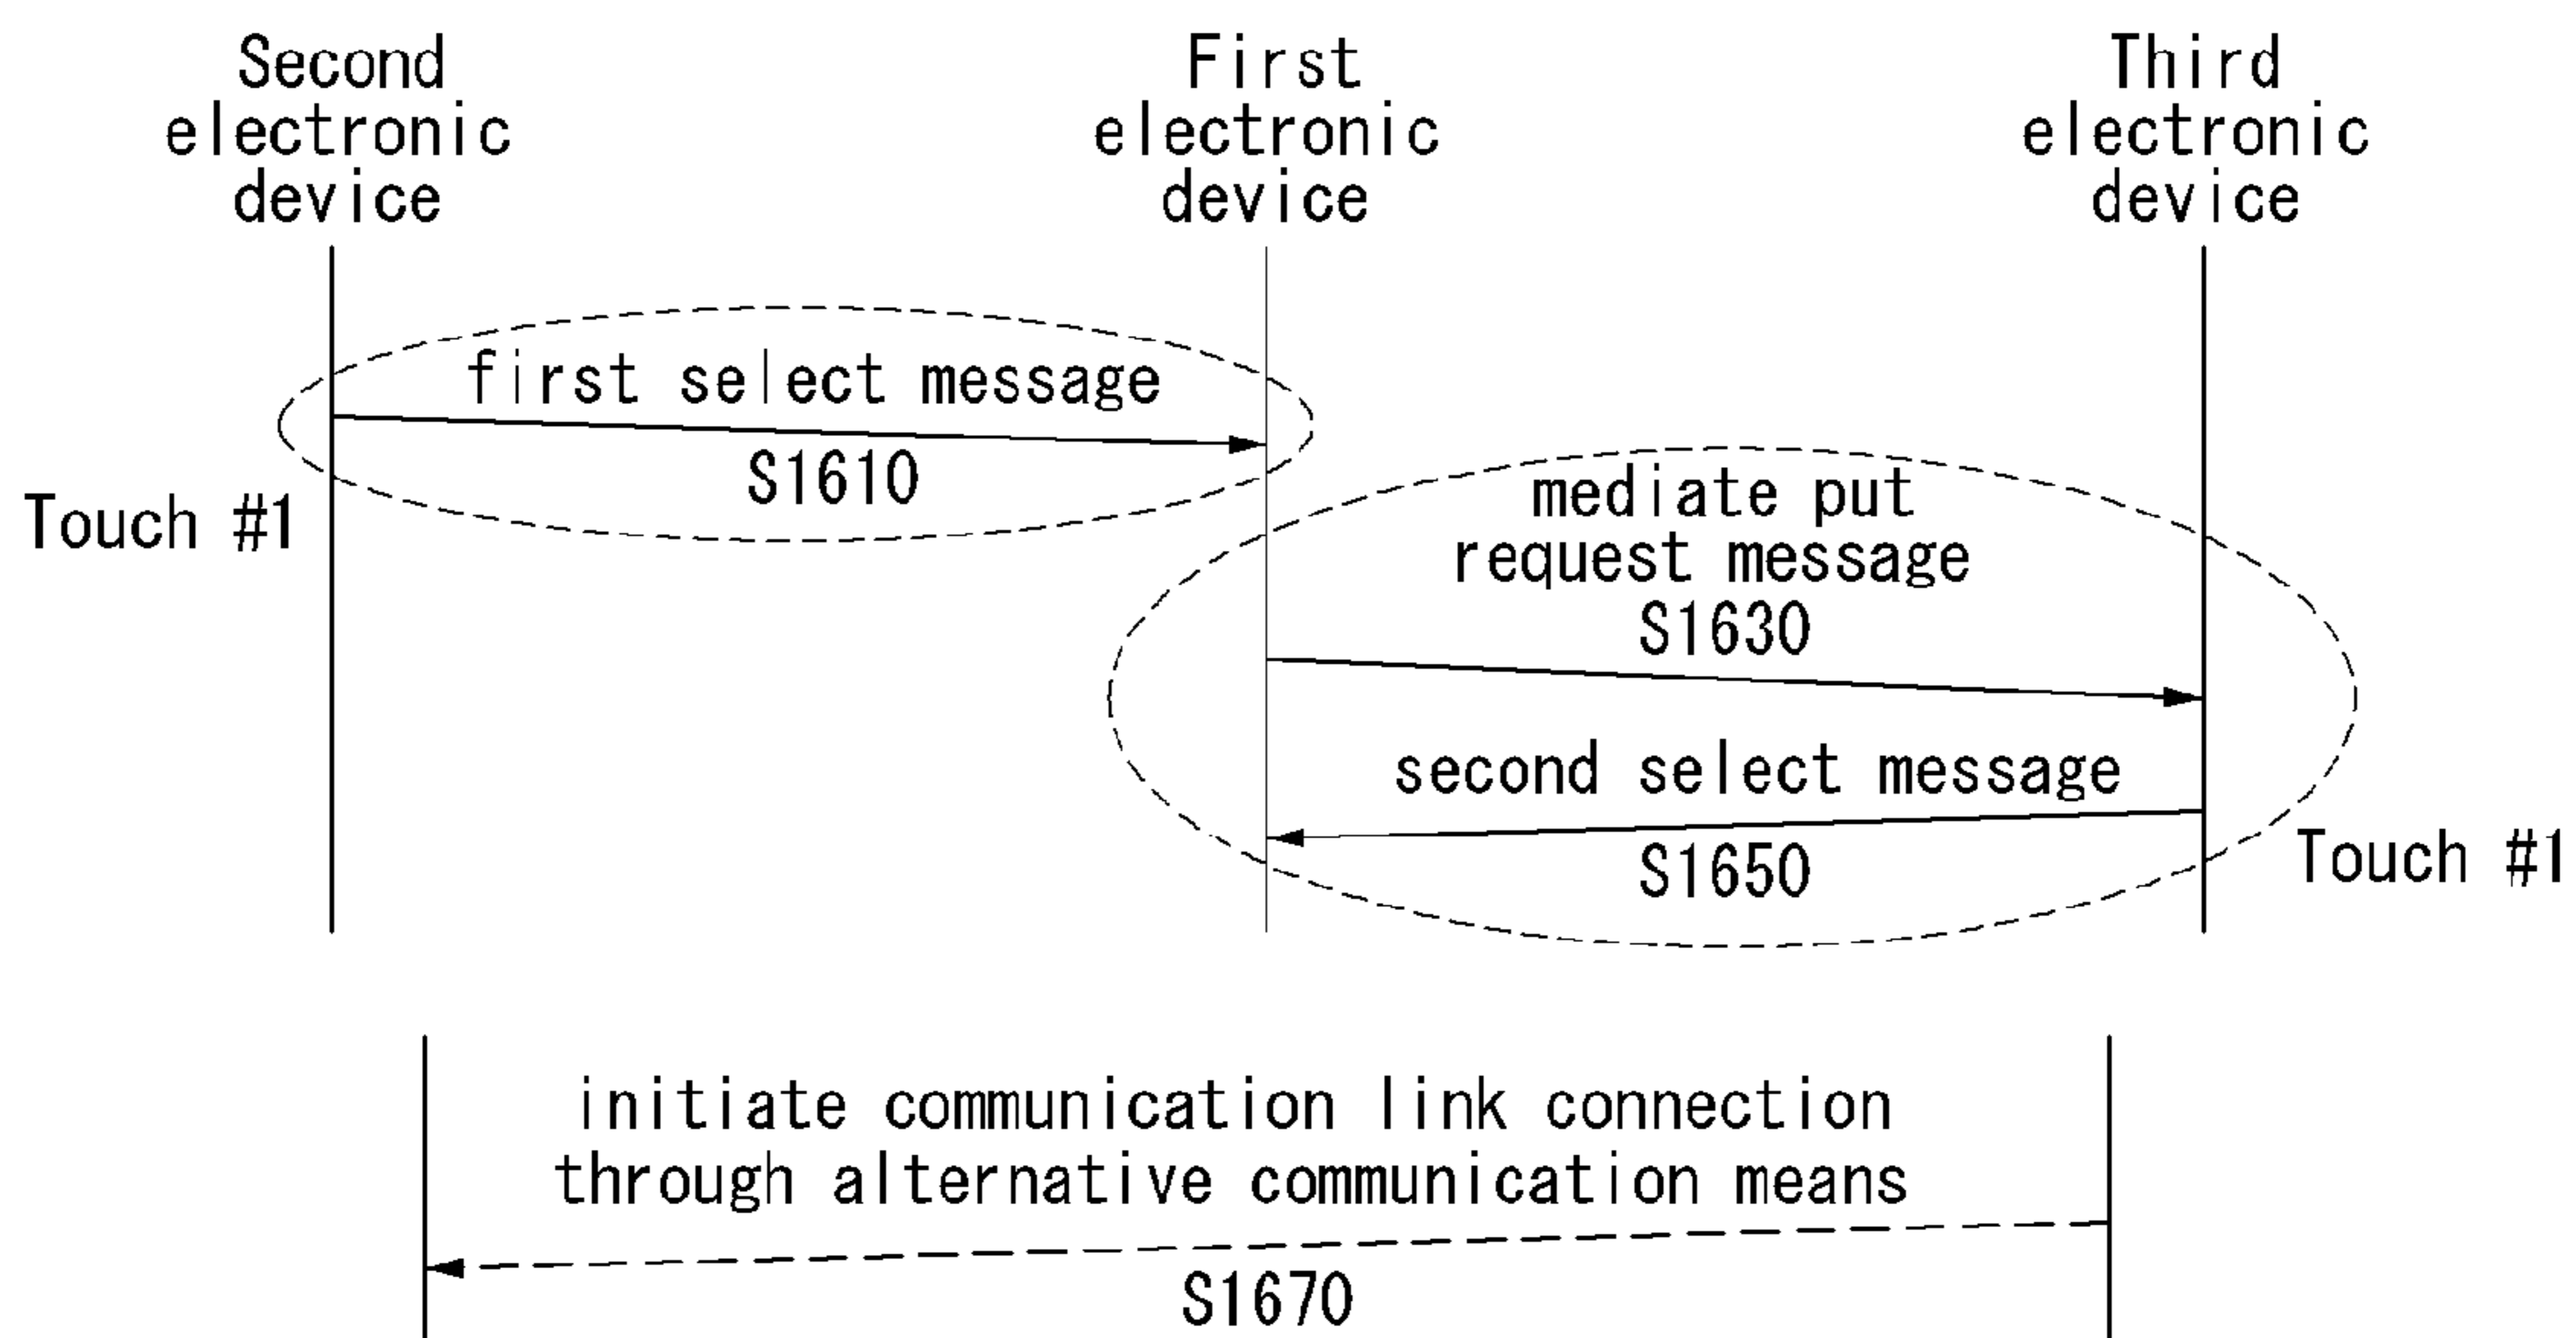 Second
electronic
device
First
electronic
device
Third
electronic
device
first select message
S1610
Touch #1
mediate put
request message
S1630
second select message
S1650
Touch #1
initiate communication link connection
through alternative communication means
S1670